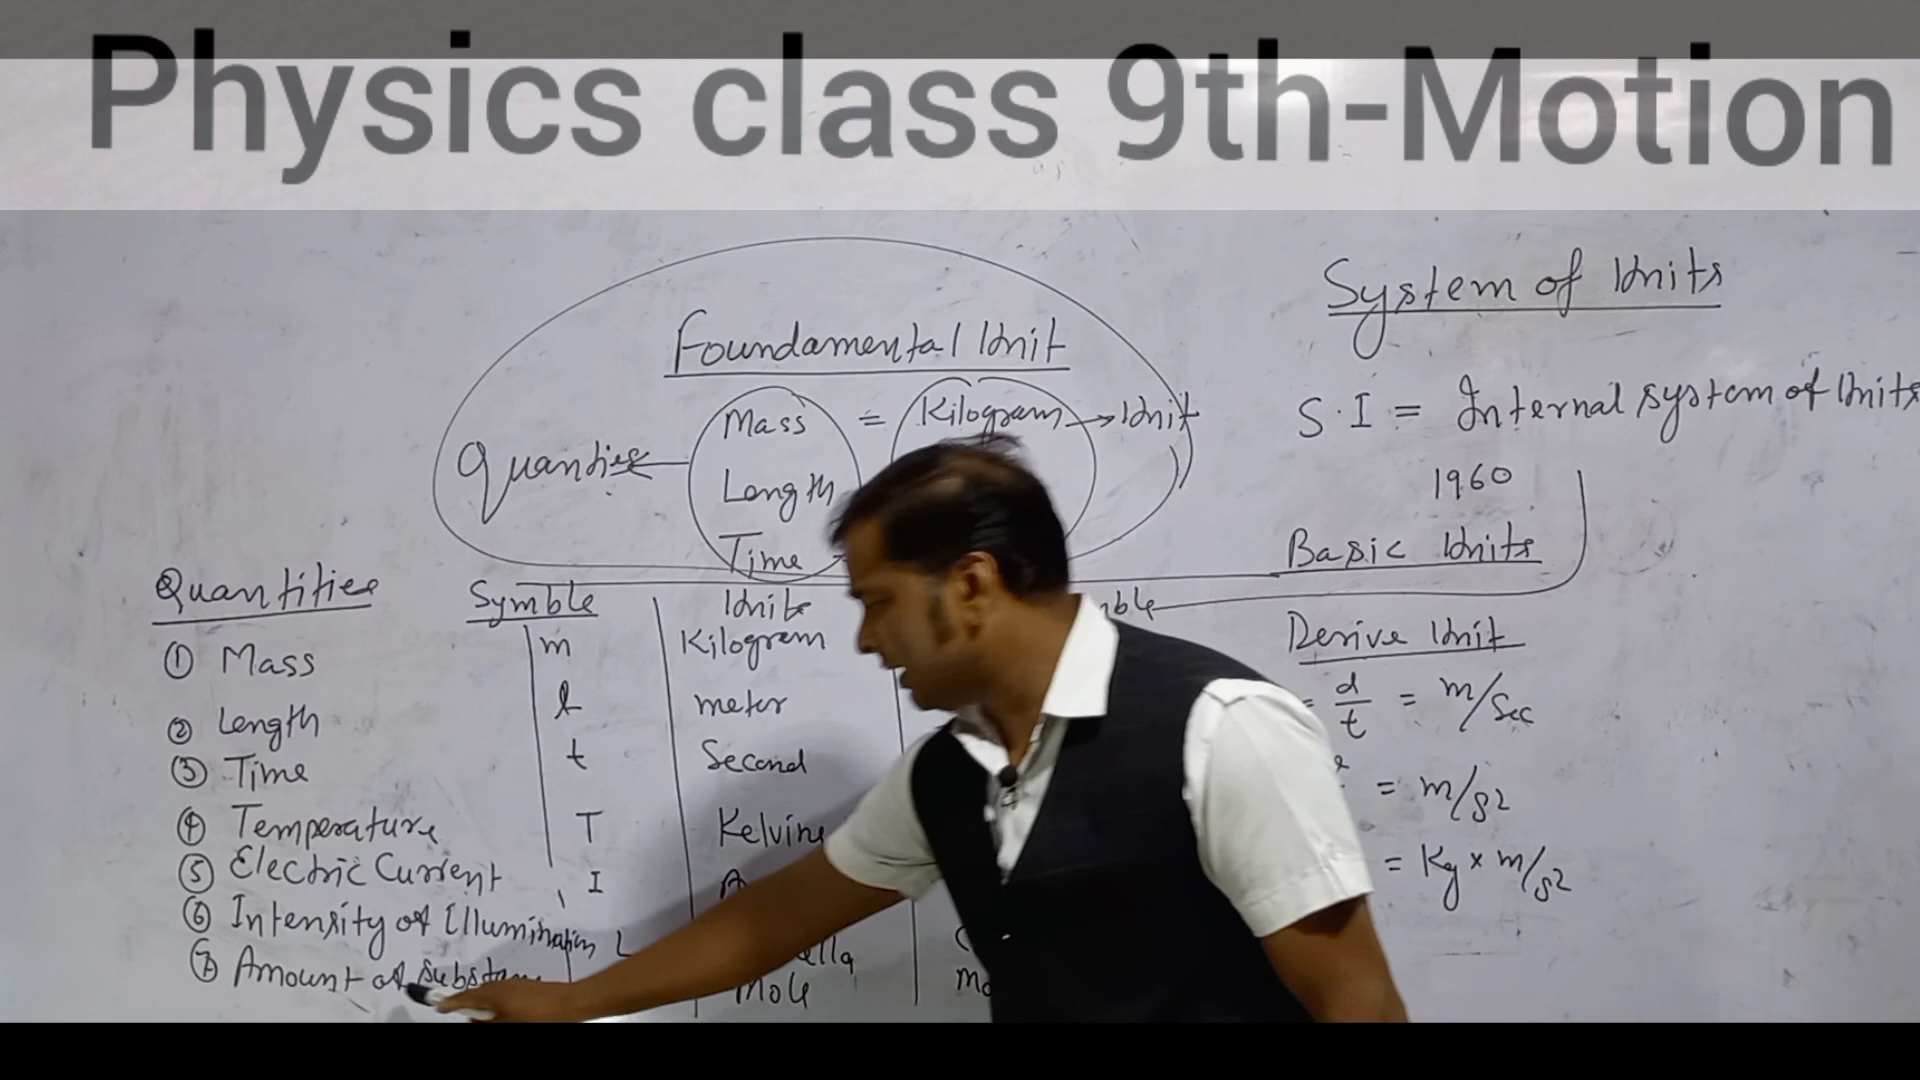 Physics class 9th-Motion
System of Units
Foundamental Unit
Mass = Kilogram → Unit
S.I = Internal system of Units
Quanties
Length
1960
Time
Basic Units
Quantities Symble Units
Derive Unit
① Mass m Kilogram
② Length l meter
= d/t = m/Sec
③ Time t Second
= m/s2
④ Temperature T Kelvine
⑤ Electric Current I
= Kg × m/s2
⑥ Intensity of Illumination L
⑦ Amount of Mole